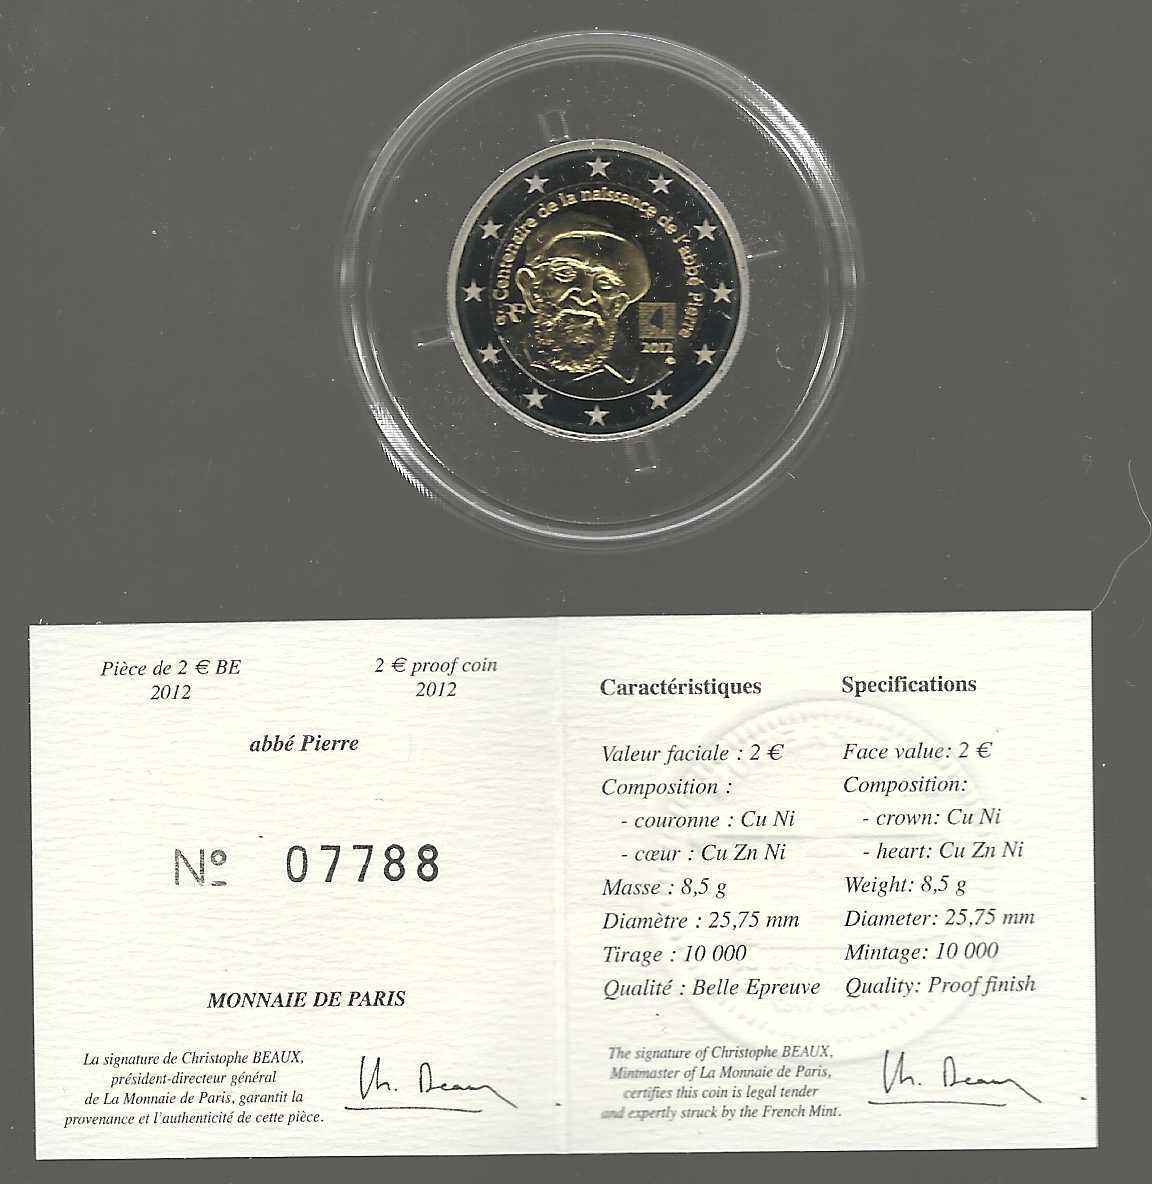 Centenaire de la naissance de l'abbé Pierre
RF
2012
Pièce de 2 € BE
2012
2 € proof coin
2012
abbé Pierre
Nº 07788
MONNAIE DE PARIS
La signature de Christophe BEAUX,
président-directeur général
de La Monnaie de Paris, garantit la
provenance et l'authenticité de cette pièce.
Ch. Beaux
Caractéristiques
Valeur faciale : 2 €
Composition :
- couronne : Cu Ni
- cœur : Cu Zn Ni
Masse : 8,5 g
Diamètre : 25,75 mm
Tirage : 10 000
Qualité : Belle Epreuve
Specifications
Face value: 2 €
Composition:
- crown: Cu Ni
- heart: Cu Zn Ni
Weight: 8,5 g
Diameter: 25,75 mm
Mintage: 10 000
Quality: Proof finish
The signature of Christophe BEAUX,
Mintmaster of La Monnaie de Paris,
certifies this coin is legal tender
and expertly struck by the French Mint.
Ch. Beaux